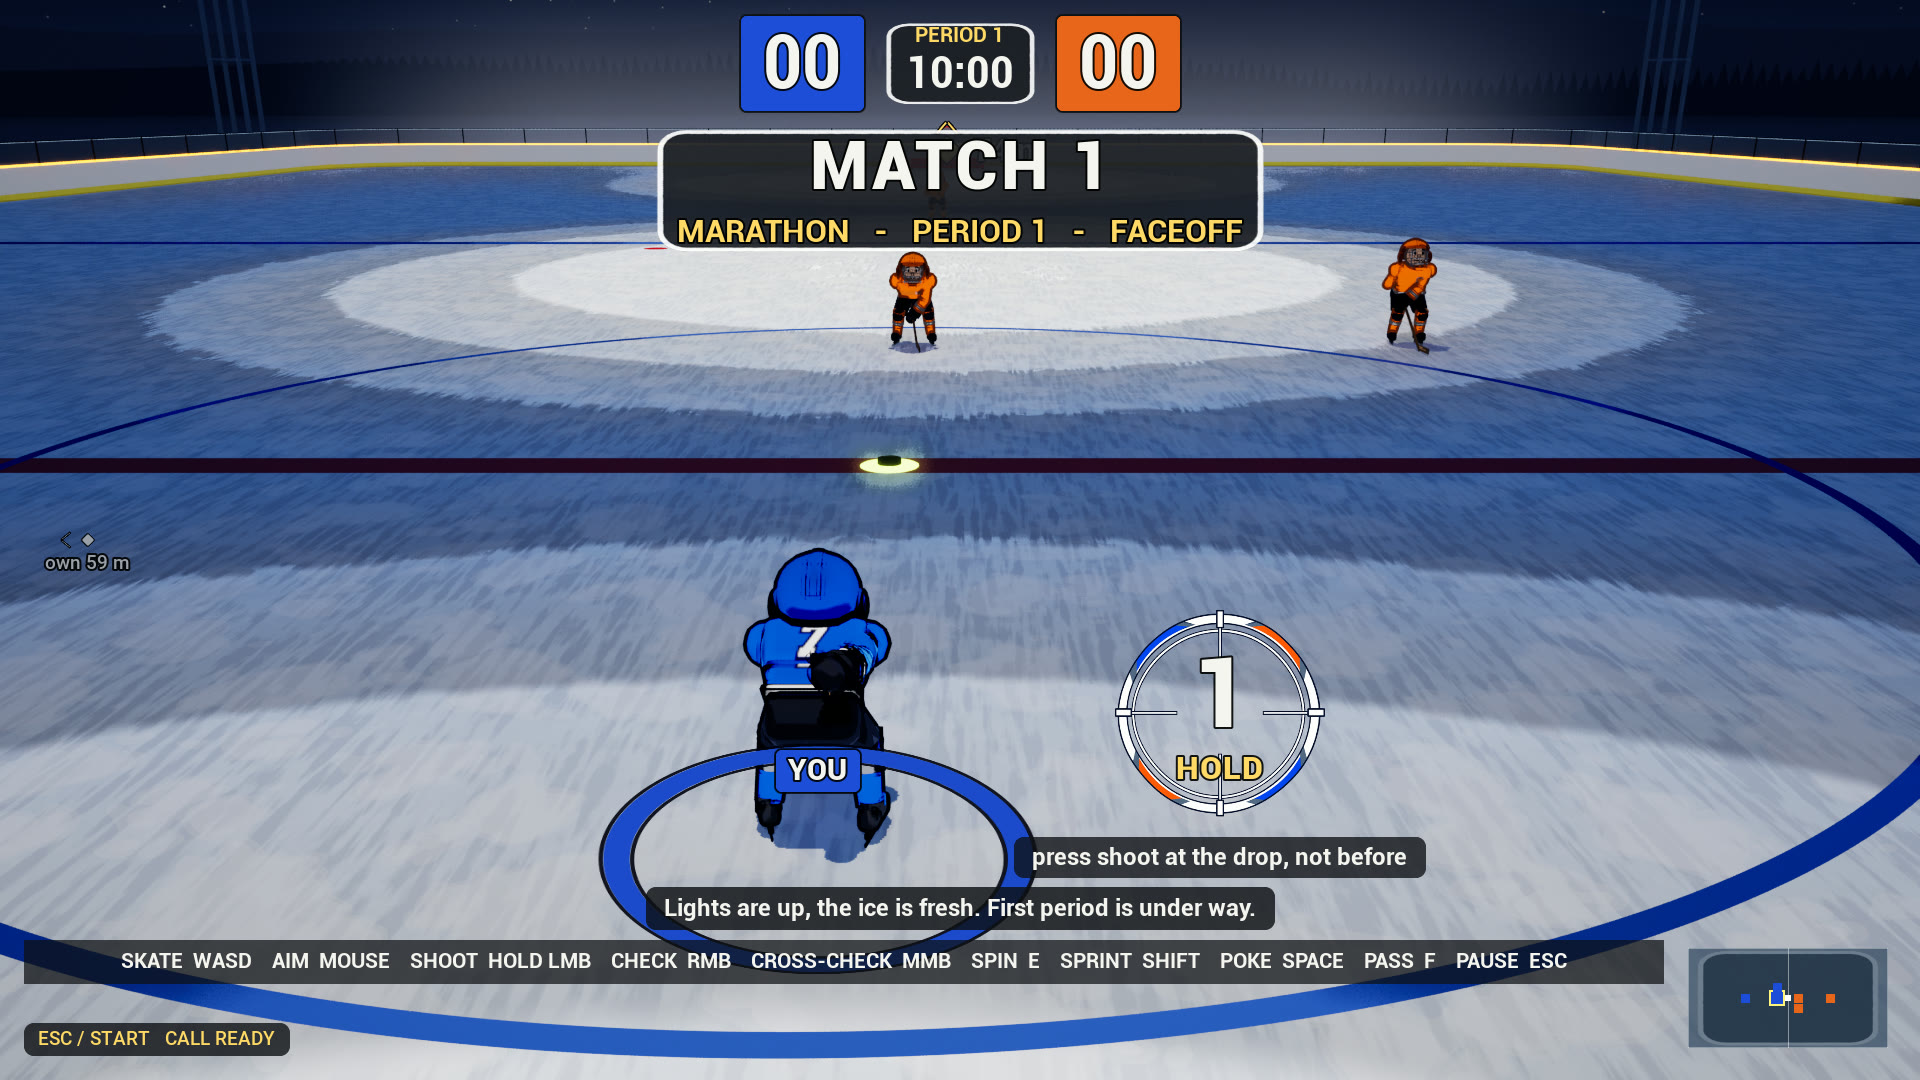 00
PERIOD 1
10:00
00
MATCH 1
MARATHON - PERIOD 1 - FACEOFF
own 59 m
7
YOU
1
HOLD
press shoot at the drop, not before
Lights are up, the ice is fresh. First period is under way.
SKATE WASD AIM MOUSE SHOOT HOLD LMB CHECK RMB CROSS-CHECK MMB SPIN E SPRINT SHIFT POKE SPACE PASS F PAUSE ESC
ESC / START CALL READY